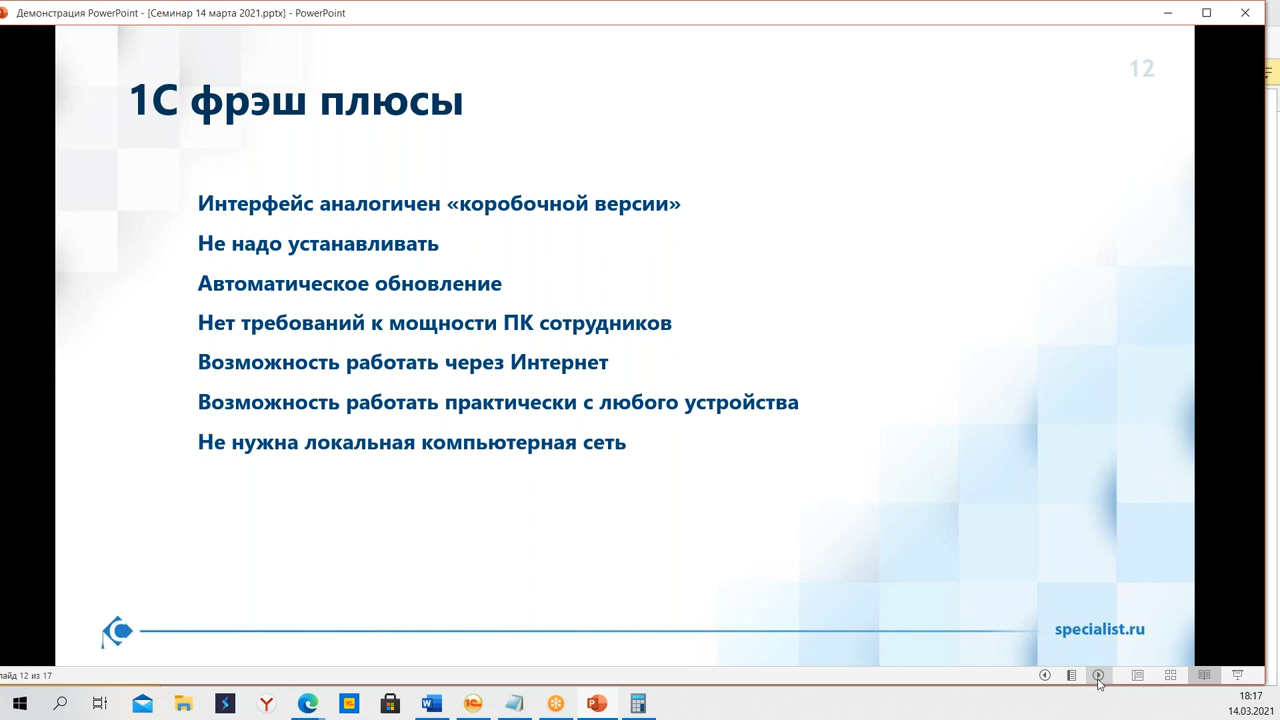 Демонстрация PowerPoint - [Семинар 14 марта 2021.pptx] - PowerPoint
12
1С фрэш плюсы
Интерфейс аналогичен «коробочной версии»
Не надо устанавливать
Автоматическое обновление
Нет требований к мощности ПК сотрудников
Возможность работать через Интернет
Возможность работать практически с любого устройства
Не нужна локальная компьютерная сеть
specialist.ru
лайд 12 из 17
18:17
14.03.2021